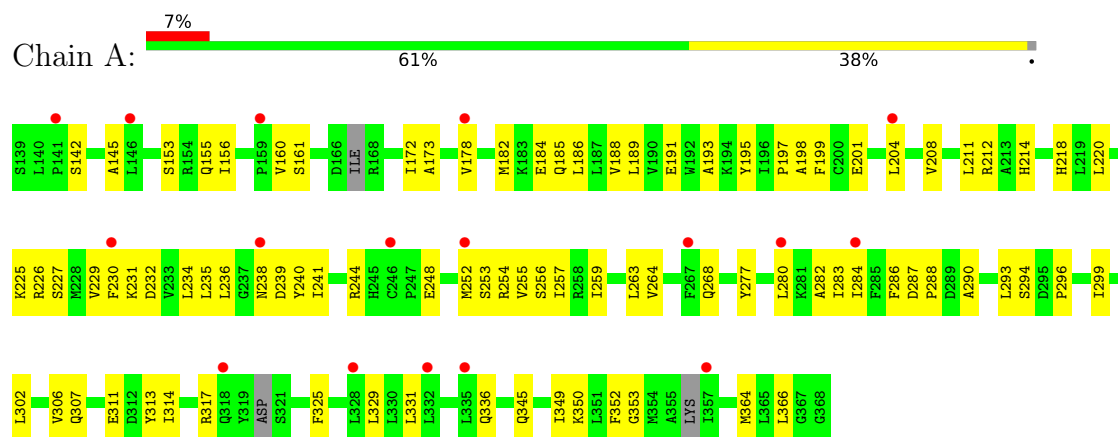 7%
Chain A:
61% 38% •
S139 L140 P141 S142 A145 L146 S153 R154 Q155 I156 P159 V160 S161 D166 ILE R168 I172 A173 V178 M182 K183 E184 Q185 L186 L187 V188 L189 V190 E191 W192 A193 K194 Y195 I196 P197 A198 F199 C200 E201 L204 V208 L211 R212 A213 H214 H218 L219 L220
K225 R226 S227 M228 V229 F230 K231 D232 V233 L234 L235 L236 G237 N238 D239 Y240 I241 R244 H245 C246 P247 E248 M252 S253 R254 V255 S256 I257 R258 I259 L263 V264 F267 Q268 Y277 L280 K281 A282 I283 I284 F285 F286 D287 P288 D289 A290 L293 S294 D295 P296 I299
L302 V306 Q307 E311 D312 Y313 I314 R317 Q318 Y319 ASP S321 F325 L328 L329 L330 L331 L332 L335 Q336 Q345 I349 K350 L351 F352 G353 M354 A355 LYS I357 M364 L365 L366 G367 G368